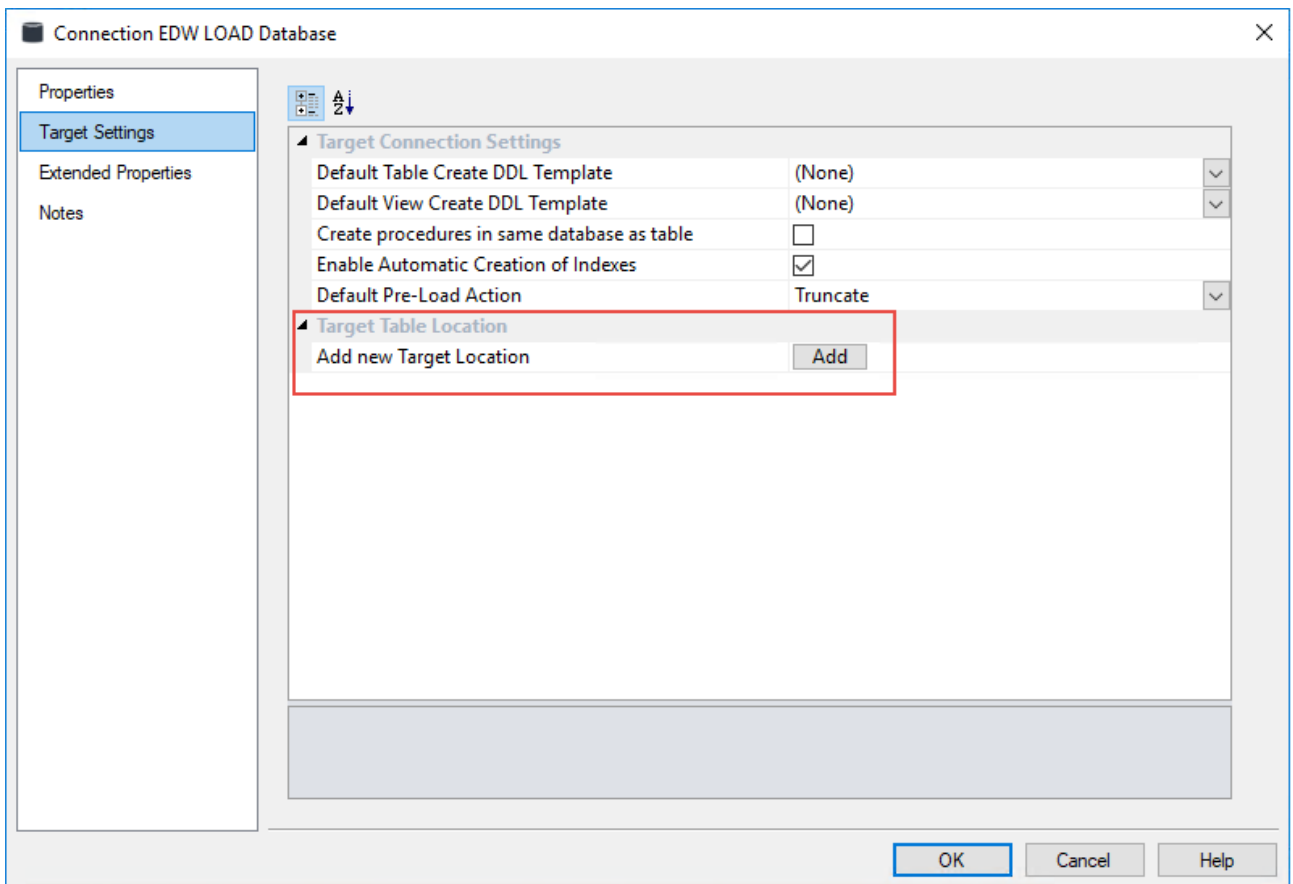 Connection EDW LOAD Database
Properties
Target Settings
Extended Properties
Notes
Target Connection Settings
Default Table Create DDL Template (None)
Default View Create DDL Template (None)
Create procedures in same database as table
Enable Automatic Creation of Indexes
Default Pre-Load Action Truncate
Target Table Location
Add new Target Location Add
OK Cancel Help